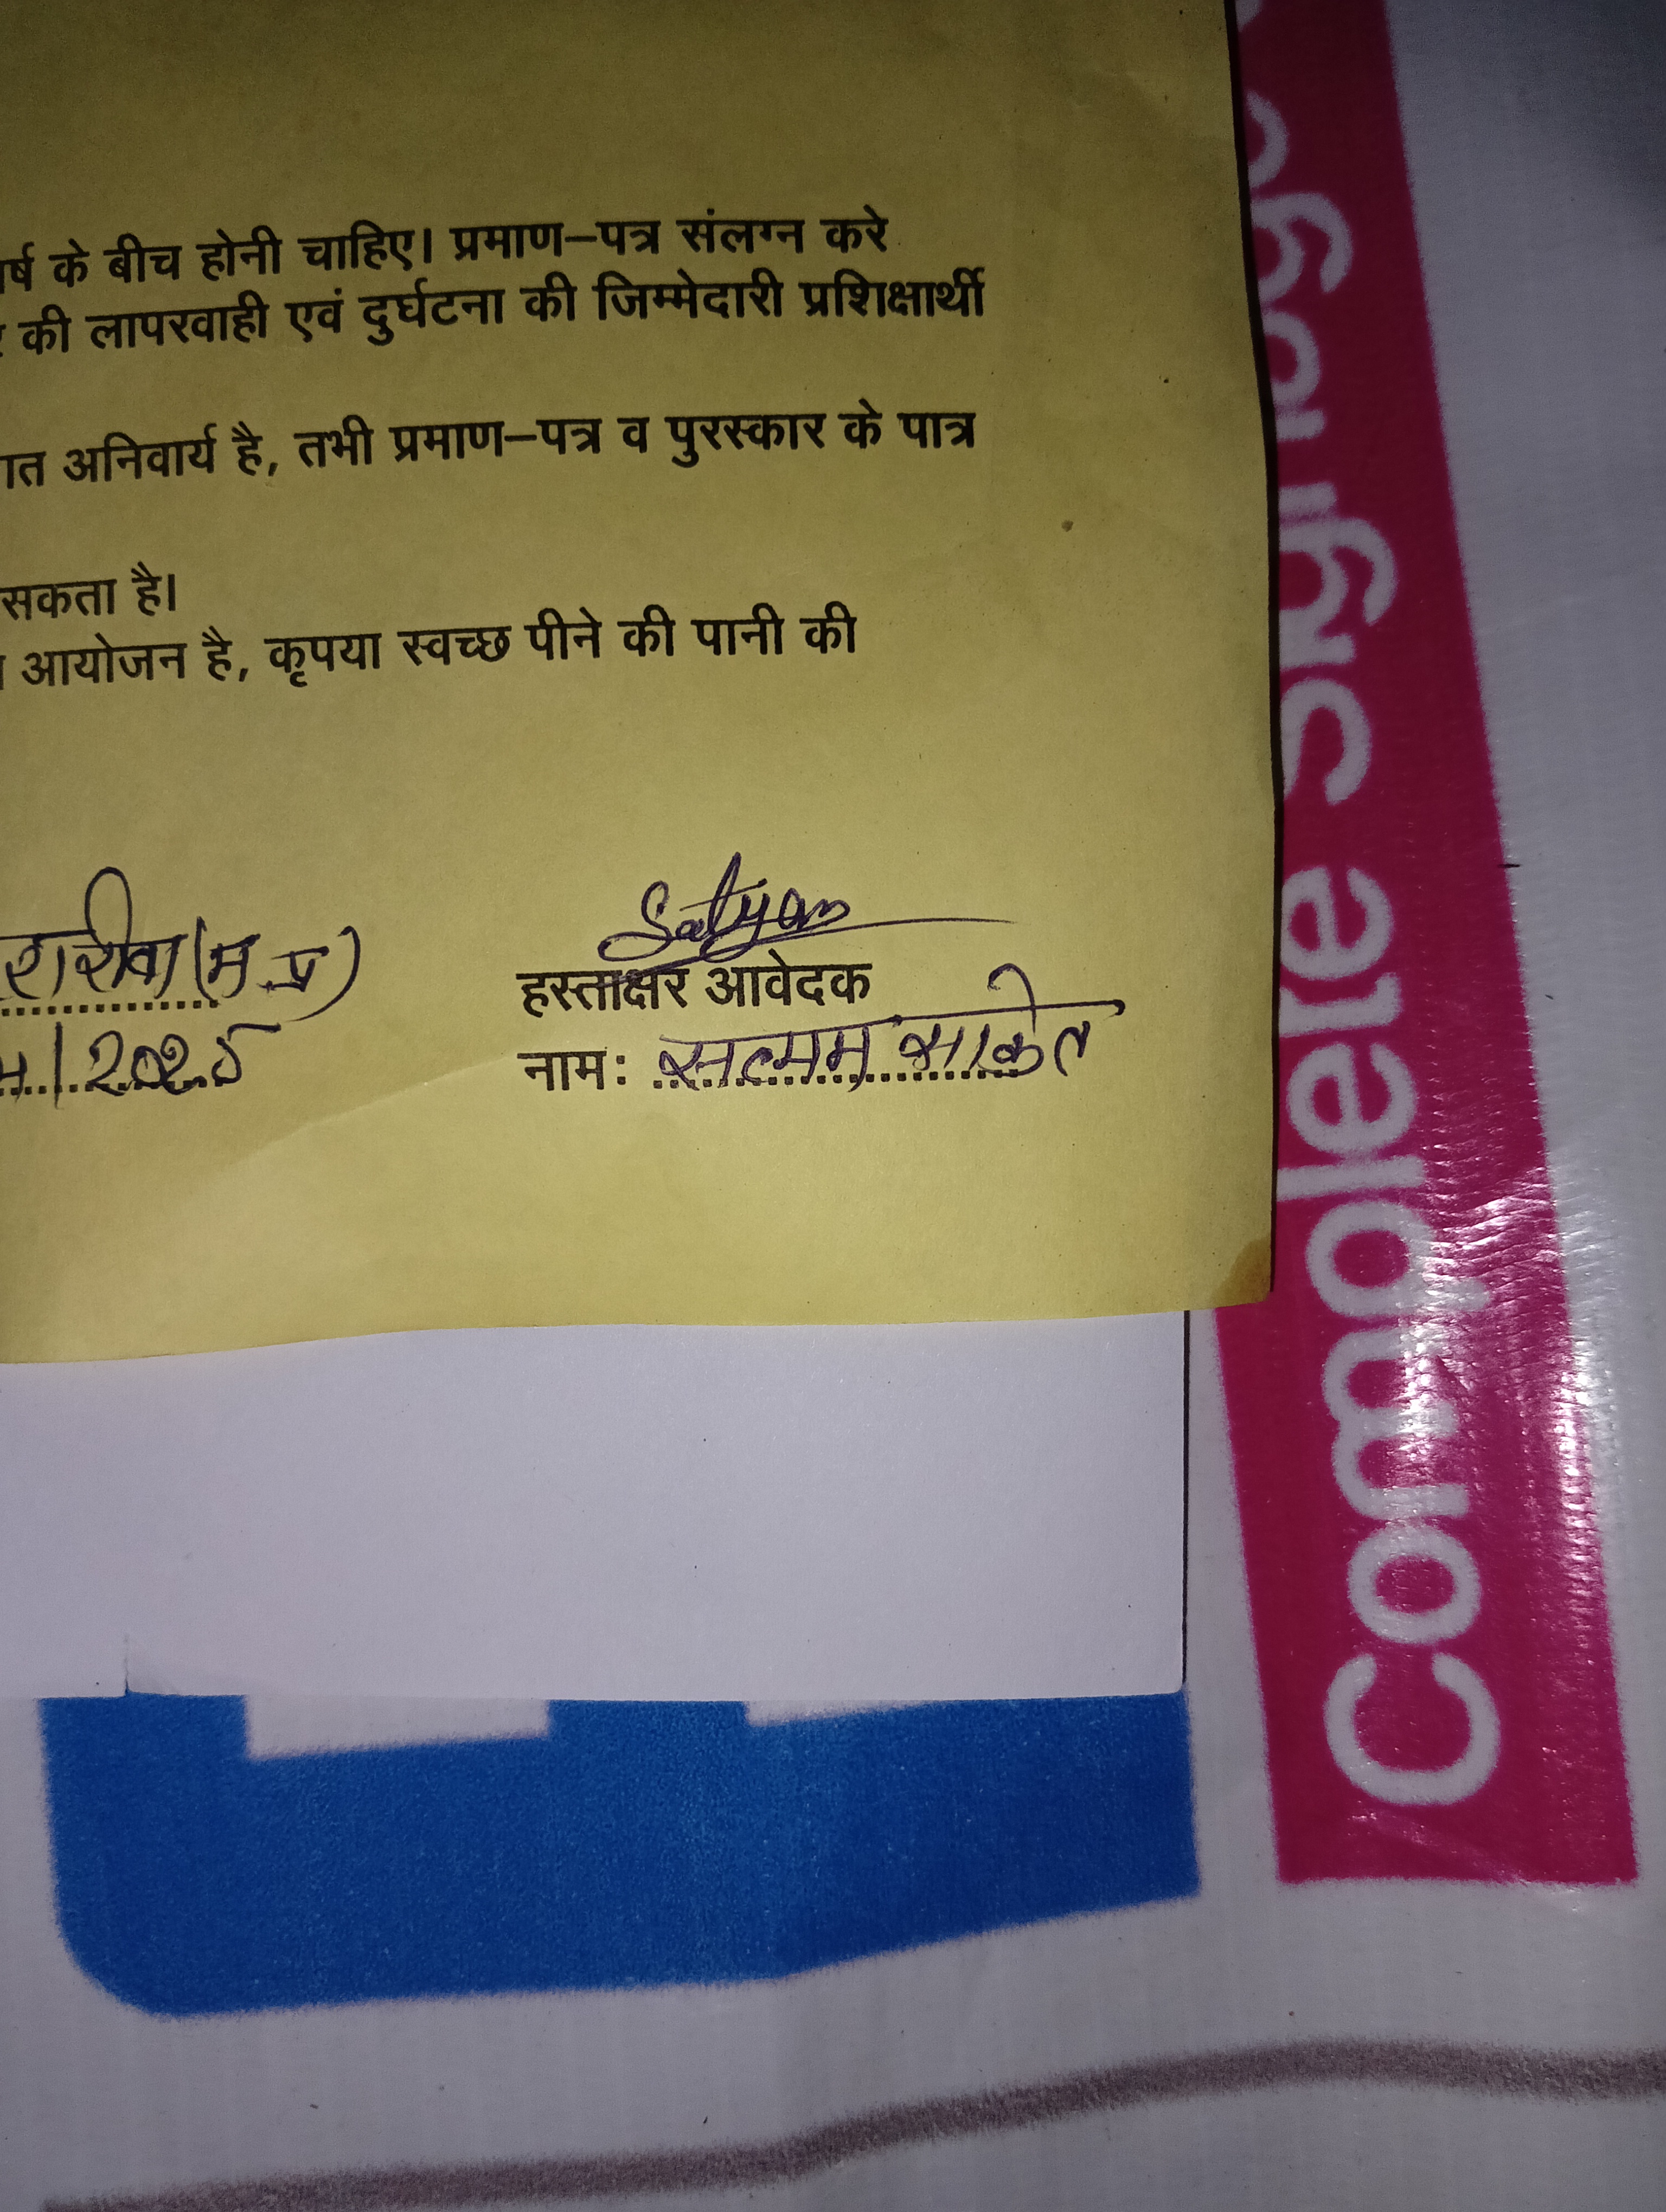 र्ष के बीच होनी चाहिए। प्रमाण–पत्र संलग्न करे
की लापरवाही एवं दुर्घटना की जिम्मेदारी प्रशिक्षार्थी
ात अनिवार्य है, तभी प्रमाण–पत्र व पुरस्कार के पात्र
सकता है।
आयोजन है, कृपया स्वच्छ पीने की पानी की
रीवा (म.प्र)
Satyam
हस्ताक्षर आवेदक
2025
नामः सत्यम साकेत
Complete Signage